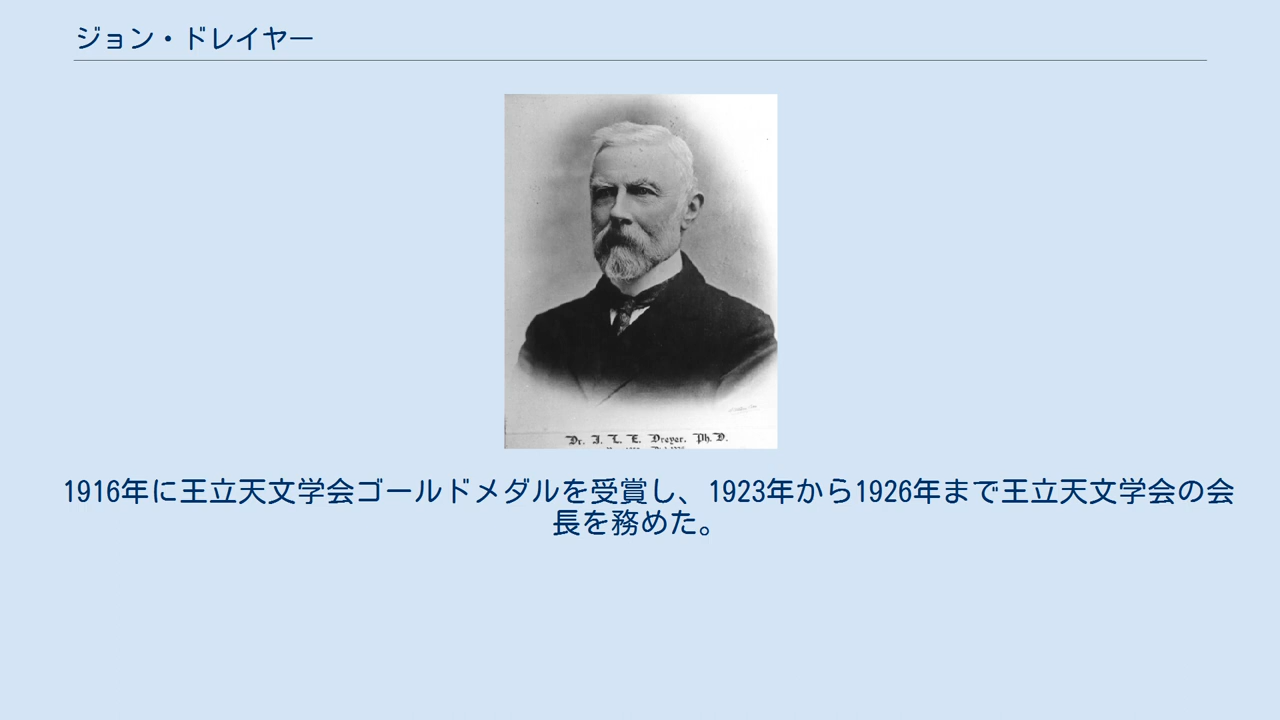 ジョン・ドレイヤー
Dr. J. L. E. Dreyer, Ph.D.
1916年に王立天文学会ゴールドメダルを受賞し、1923年から1926年まで王立天文学会の会
長を務めた。